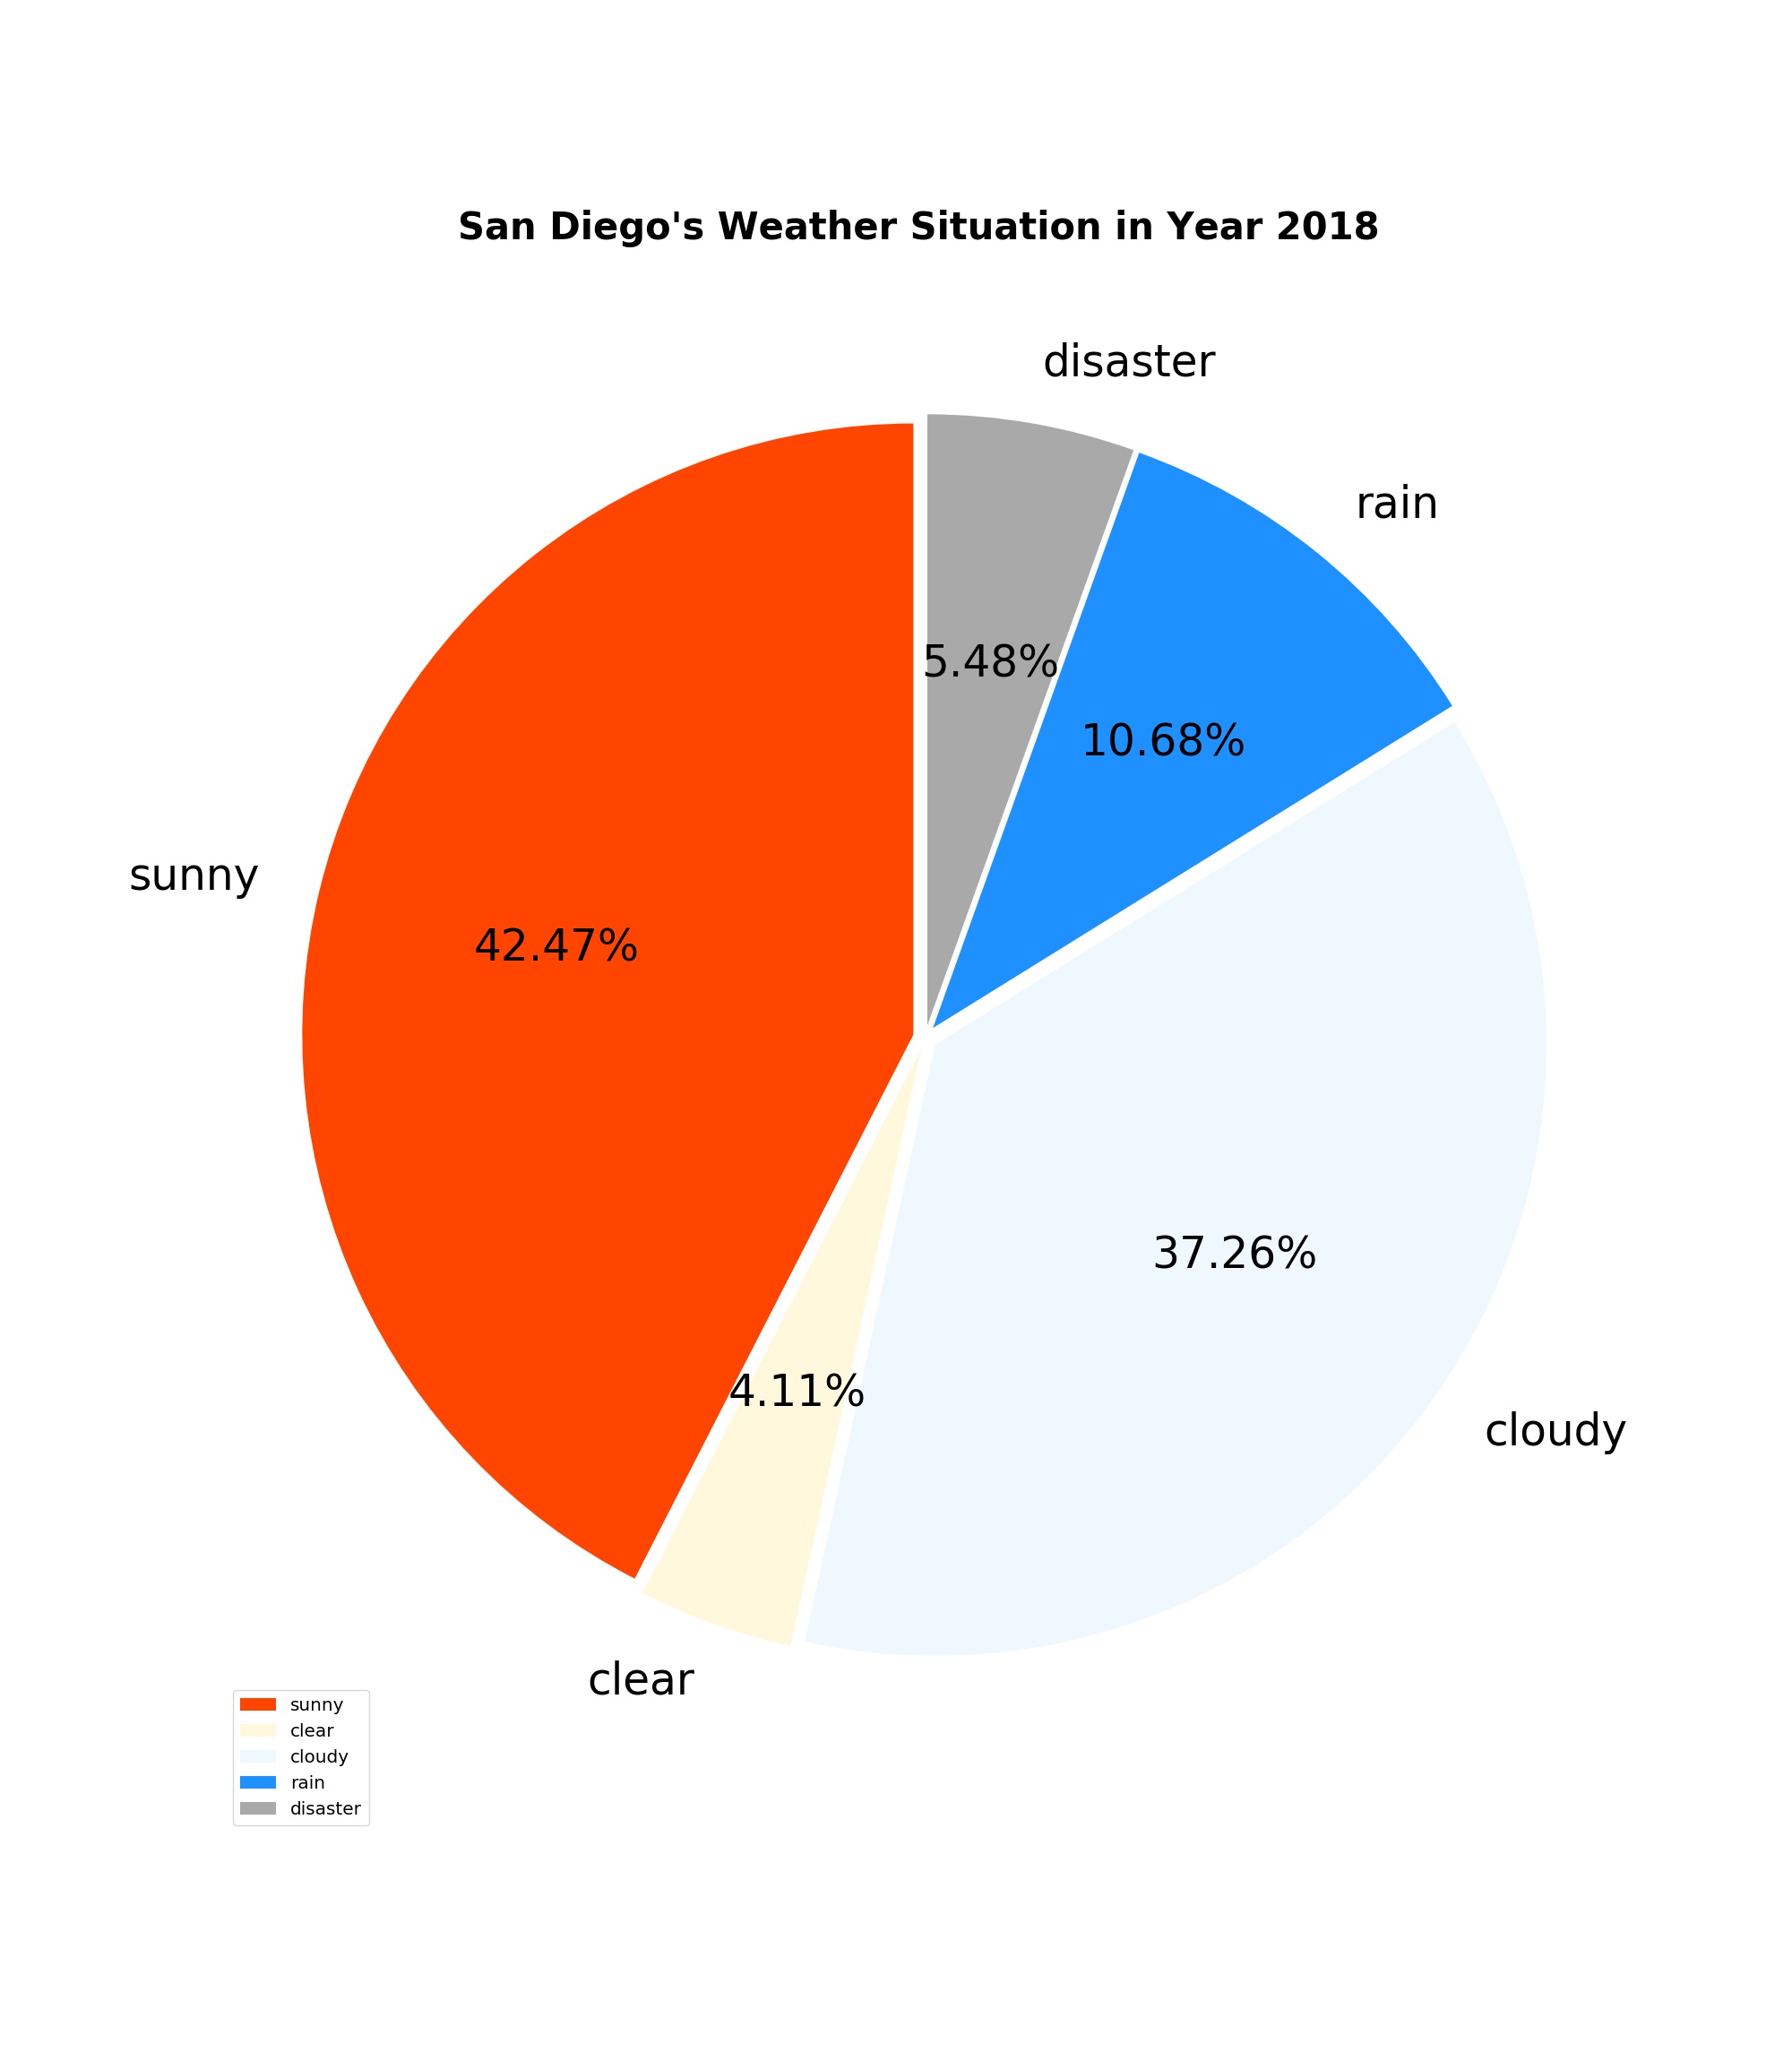 San Diego's Weather Situation in Year 2018
disaster
rain
5.48%
10.68%
sunny
42.47%
37.26%
4.11%
cloudy
clear
sunny
clear
cloudy
rain
disaster